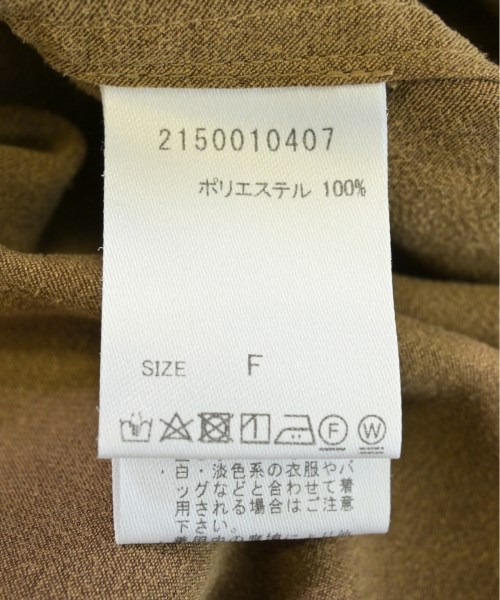 2150010407
ポリエステル 100%
SIZE F
F W
白・淡色系の衣服やバ
ッグなどと合わせて着
用される場合はご注意
下さい。